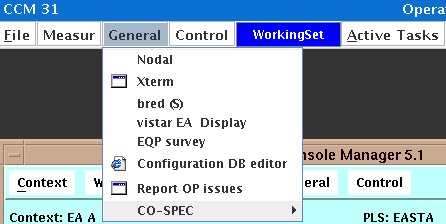 CCM 31 Opera
File Measur General Control WorkingSet Active Tasks
Nodal
Xterm
bred (S)
vistar EA Display
EQP survey
Configuration DB editor
nsole Manager 5.1
Context W eral Control
Report OP issues
CO-SPEC
Context: EA A PLS: EASTA